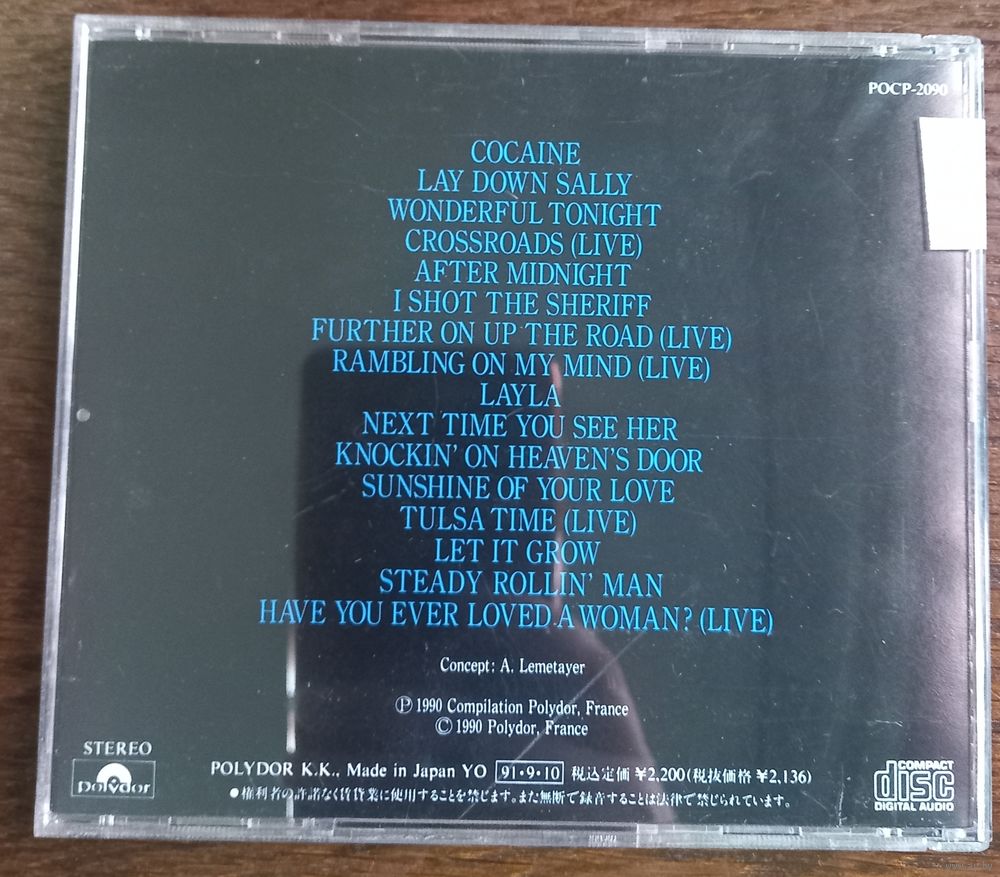 POCP-2090
COCAINE
LAY DOWN SALLY
WONDERFUL TONIGHT
CROSSROADS (LIVE)
AFTER MIDNIGHT
I SHOT THE SHERIFF
FURTHER ON UP THE ROAD (LIVE)
RAMBLING ON MY MIND (LIVE)
LAYLA
NEXT TIME YOU SEE HER
KNOCKIN' ON HEAVEN'S DOOR
SUNSHINE OF YOUR LOVE
TULSA TIME (LIVE)
LET IT GROW
STEADY ROLLIN' MAN
HAVE YOU EVER LOVED A WOMAN? (LIVE)
Concept: A. Lemetayer
Ⓟ 1990 Compilation Polydor, France
© 1990 Polydor, France
STEREO
polydor
POLYDOR K.K., Made in Japan YO 91・9・10 税込定価 ¥2,200(税抜価格 ¥2,136)
●権利者の許諾なく賃貸業に使用することを禁じます。また無断で録音することは法律で禁じられています。
COMPACT
disc
DIGITAL AUDIO